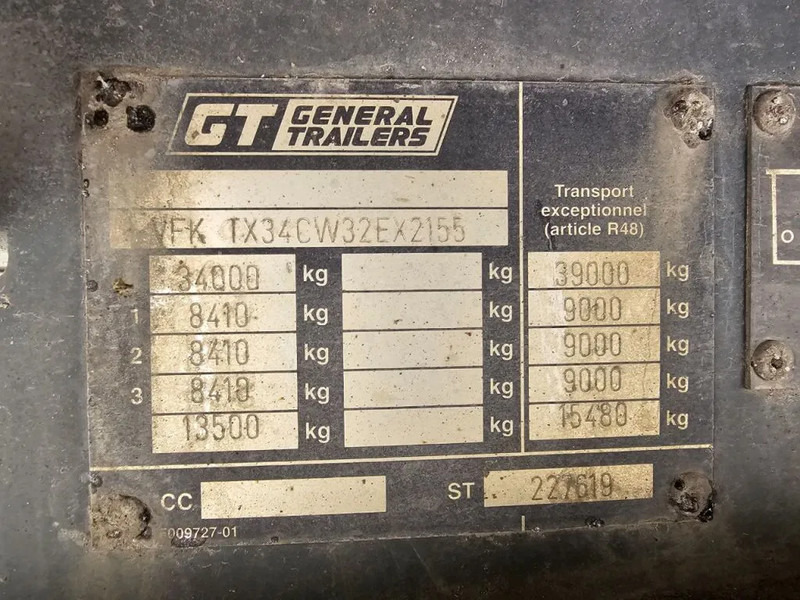 GT GENERAL TRAILERS
VFK TX34CW32EX2155
Transport
exceptionnel
(article R48)
34000 kg kg 39000 kg
1 8410 kg kg 9000 kg
2 8410 kg kg 9000 kg
3 8410 kg kg 9000 kg
13500 kg kg 15480 kg
CC ST 227619
009727-01
O